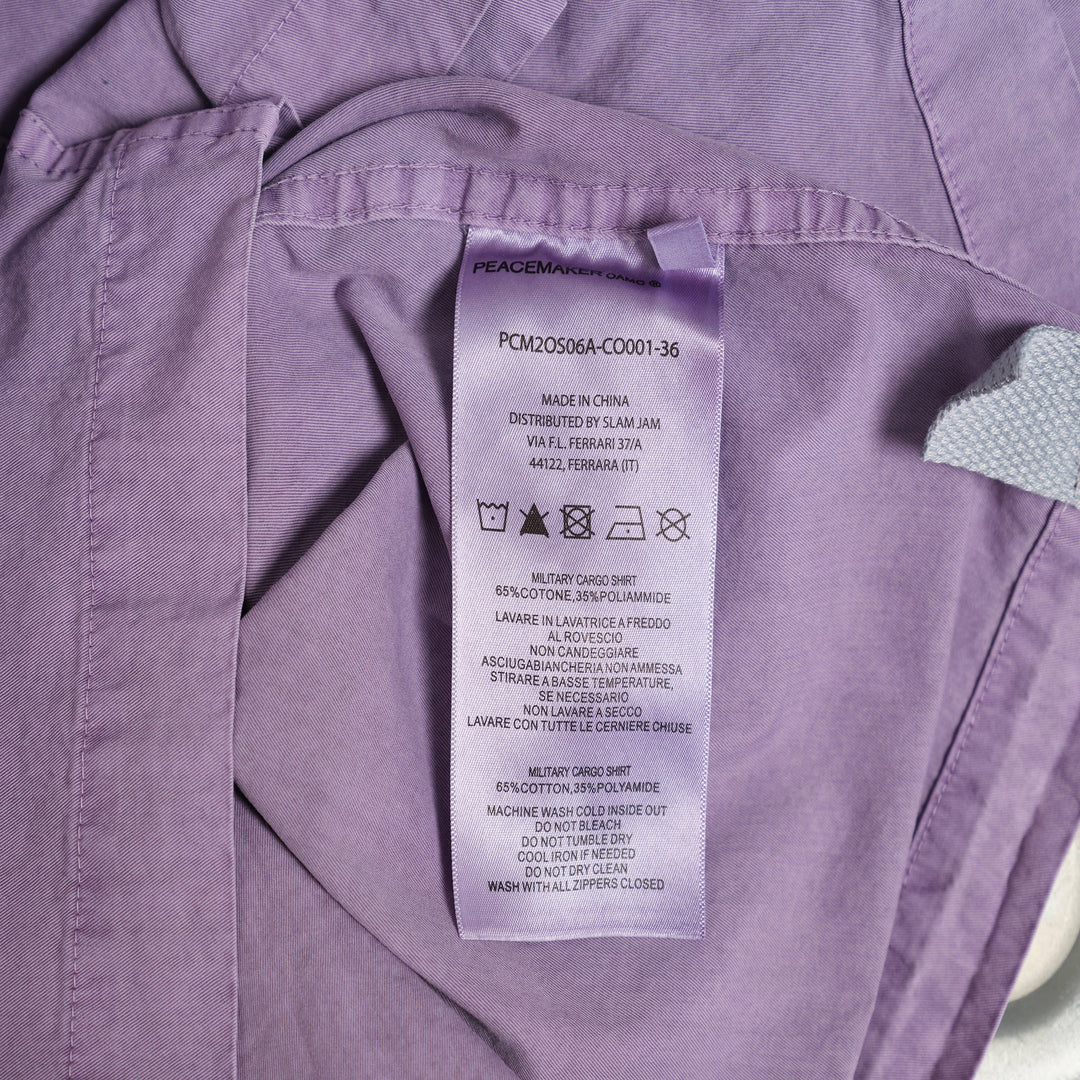 PEACEMAKER OAMC ®
PCM2OS06A-CO001-36
MADE IN CHINA
DISTRIBUTED BY SLAM JAM
VIA F.L. FERRARI 37/A
44122, FERRARA (IT)
MILITARY CARGO SHIRT
65%COTONE,35%POLIAMMIDE
LAVARE IN LAVATRICE A FREDDO
AL ROVESCIO
NON CANDEGGIARE
ASCIUGABIANCHERIA NON AMMESSA
STIRARE A BASSE TEMPERATURE,
SE NECESSARIO
NON LAVARE A SECCO
LAVARE CON TUTTE LE CERNIERE CHIUSE
MILITARY CARGO SHIRT
65%COTTON,35%POLYAMIDE
MACHINE WASH COLD INSIDE OUT
DO NOT BLEACH
DO NOT TUMBLE DRY
COOL IRON IF NEEDED
DO NOT DRY CLEAN
WASH WITH ALL ZIPPERS CLOSED